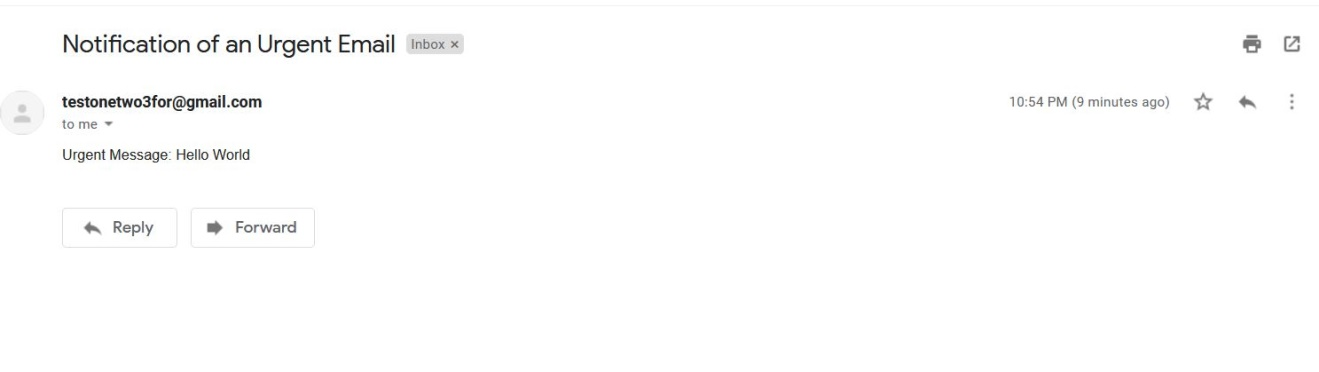 Notification of an Urgent Email Inbox ×
testonetwo3for@gmail.com 10:54 PM (9 minutes ago)
to me
Urgent Message: Hello World
Reply Forward